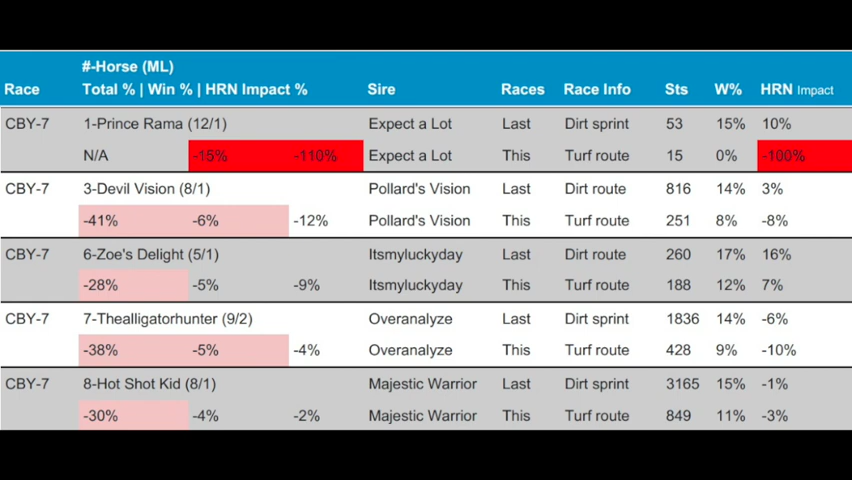 #-Horse (ML)
Race Total % | Win % | HRN Impact % Sire Races Race Info Sts W% HRN Impact
CBY-7 1-Prince Rama (12/1) Expect a Lot Last Dirt sprint 53 15% 10%
N/A -15% -110% Expect a Lot This Turf route 15 0% -100%
CBY-7 3-Devil Vision (8/1) Pollard's Vision Last Dirt route 816 14% 3%
-41% -6% -12% Pollard's Vision This Turf route 251 8% -8%
CBY-7 6-Zoe's Delight (5/1) Itsmyluckyday Last Dirt route 260 17% 16%
-28% -5% -9% Itsmyluckyday This Turf route 188 12% 7%
CBY-7 7-Thealligatorhunter (9/2) Overanalyze Last Dirt sprint 1836 14% -6%
-38% -5% -4% Overanalyze This Turf route 428 9% -10%
CBY-7 8-Hot Shot Kid (8/1) Majestic Warrior Last Dirt sprint 3165 15% -1%
-30% -4% -2% Majestic Warrior This Turf route 849 11% -3%